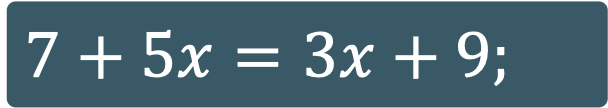 7 + 5x = 3x + 9;